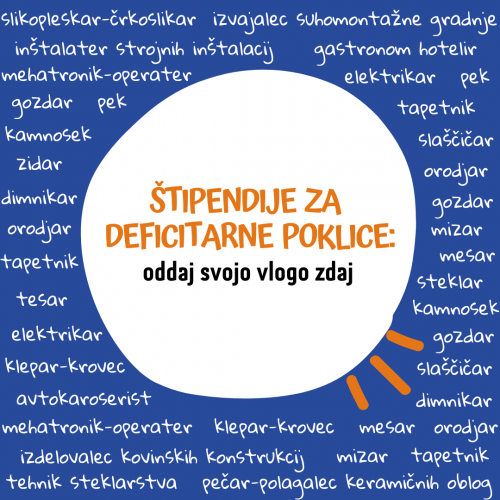 slikopleskar-črkoslikar izvajalec suhomontažne gradnje
inštalater strojnih inštalacij gastronom hotelir
mehatronik-operater elektrikar pek
gozdar pek tapetnik
kamnosek slaščičar
zidar orodjar
dimnikar gozdar
orodjar mizar
tapetnik mesar
tesar steklar
elektrikar kamnosek
klepar-krovec gozdar
avtokaroserist slaščičar
dimnikar
ŠTIPENDIJE ZA
DEFICITARNE POKLICE:
oddaj svojo vlogo zdaj
mehatronik-operater klepar-krovec mesar orodjar
izdelovalec kovinskih konstrukcij mizar tapetnik
tehnik steklarstva pečar-polagalec keramičnih oblog